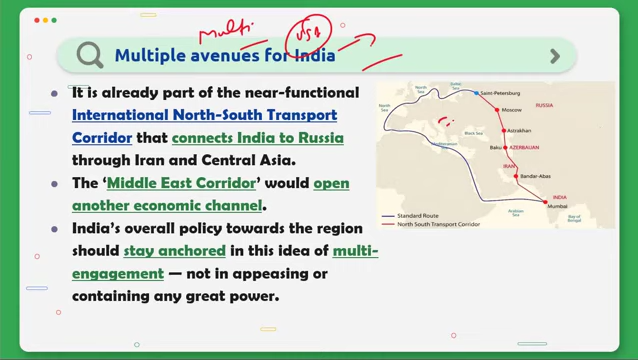 multi
USA
Multiple avenues for India
It is already part of the near-functional
International North-South Transport
Corridor that connects India to Russia
through Iran and Central Asia.
The ‘Middle East Corridor’ would open
another economic channel.
India's overall policy towards the region
should stay anchored in this idea of multi-
engagement — not in appeasing or
containing any great power.
North Sea
Saint-Petersburg
RUSSIA
Moscow
North Sea
Astrakhan
Black Sea
Mediterranean Sea
Baku
AZERBAIJAN
IRAN
Bandar-Abas
INDIA
Mumbai
Arabian Sea
Bay of Bengal
Standard Route
North South Transport Corridor